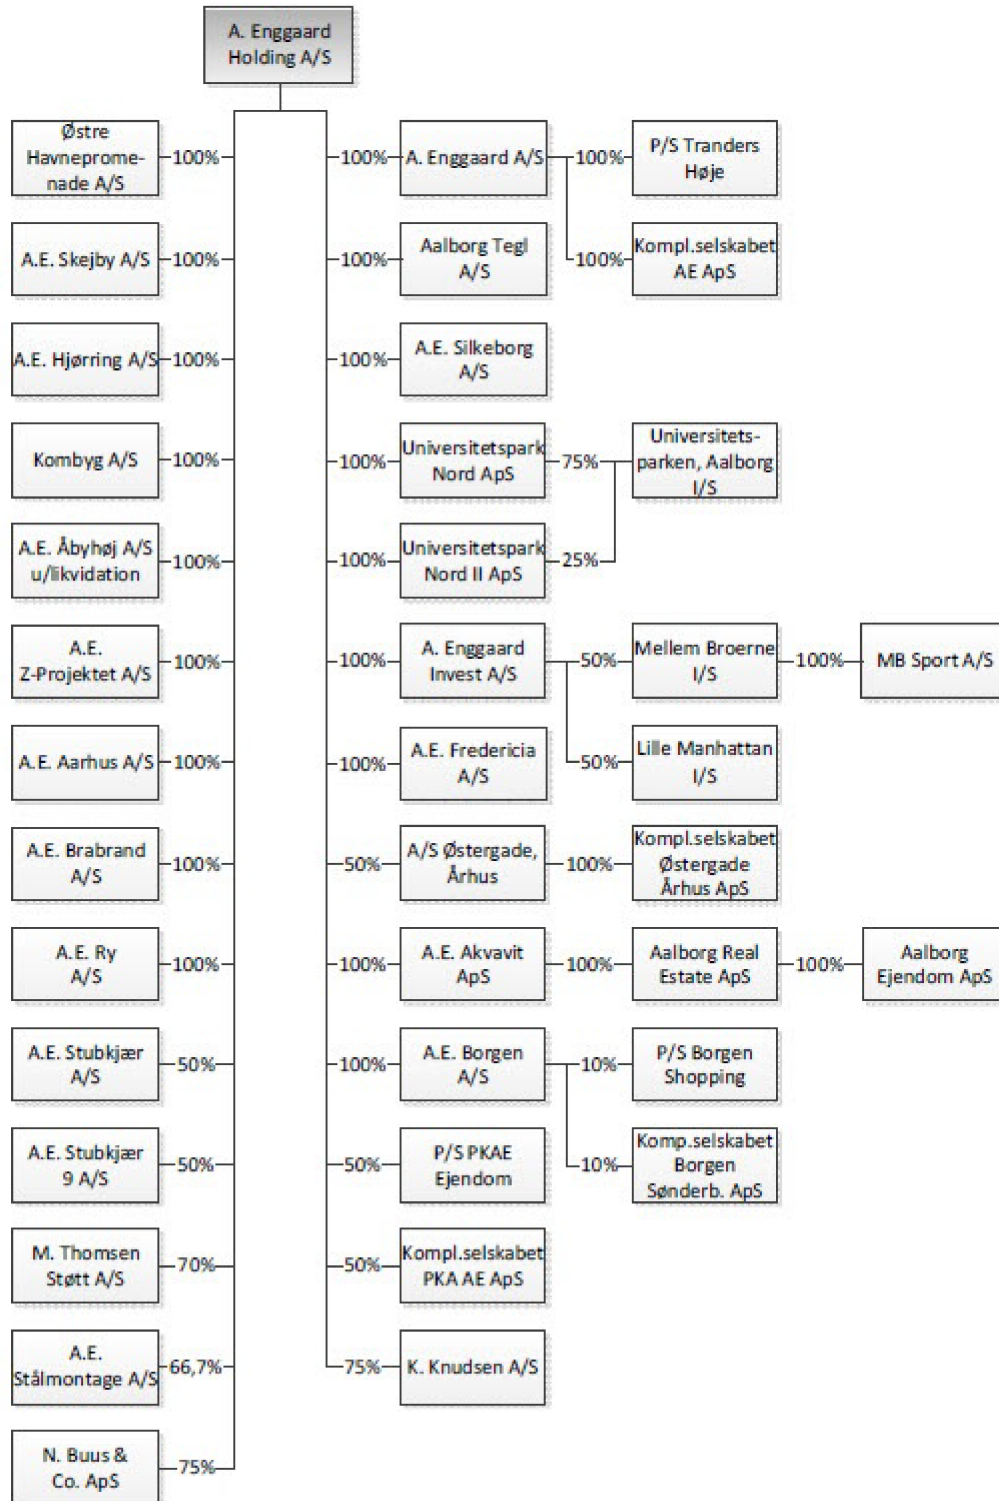 A. Enggaard
Holding A/S
Østre
Havneprome-
nade A/S
100%
100%
A. Enggaard A/S
100%
P/S Tranders
Høje
A.E. Skejby A/S
100%
100%
Aalborg Tegl
A/S
100%
Kompl.selskabet
AE ApS
A.E. Hjørring A/S
100%
100%
A.E. Silkeborg
A/S
Kombyg A/S
100%
100%
Universitetspark
Nord ApS
75%
Universitets-
parken, Aalborg
I/S
A.E. Åbyhøj A/S
u/likvidation
100%
100%
Universitetspark
Nord II ApS
25%
A.E.
Z-Projektet A/S
100%
100%
A. Enggaard
Invest A/S
50%
Mellem Broerne
I/S
100%
MB Sport A/S
A.E. Aarhus A/S
100%
100%
A.E. Fredericia
A/S
50%
Lille Manhattan
I/S
A.E. Brabrand
A/S
100%
50%
A/S Østergade,
Århus
100%
Kompl.selskabet
Østergade
Århus ApS
A.E. Ry
A/S
100%
100%
A.E. Akvavit
ApS
100%
Aalborg Real
Estate ApS
100%
Aalborg
Ejendom ApS
A.E. Stubkjær
A/S
50%
100%
A.E. Borgen
A/S
10%
P/S Borgen
Shopping
A.E. Stubkjær
9 A/S
50%
50%
P/S PKAE
Ejendom
10%
Komp.selskabet
Borgen
Sønderb. ApS
M. Thomsen
Støtt A/S
70%
50%
Kompl.selskabet
PKA AE ApS
A.E.
Stålmontage A/S
66,7%
75%
K. Knudsen A/S
N. Buus &
Co. ApS
75%